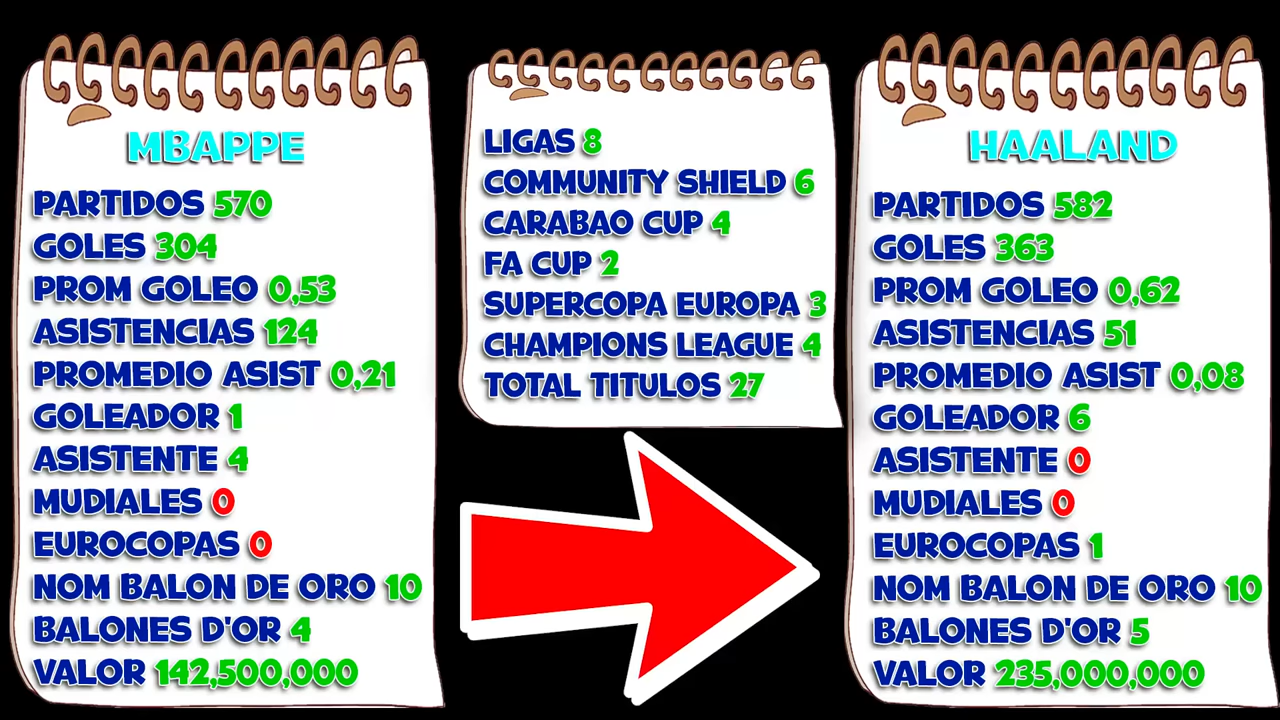 MBAPPE
PARTIDOS 570
GOLES 304
PROM GOLEO 0,53
ASISTENCIAS 124
PROMEDIO ASIST 0,21
GOLEADOR 1
ASISTENTE 4
MUDIALES 0
EUROCOPAS 0
NOM BALON DE ORO 10
BALONES D'OR 4
VALOR 142,500,000
LIGAS 8
COMMUNITY SHIELD 6
CARABAO CUP 4
FA CUP 2
SUPERCOPA EUROPA 3
CHAMPIONS LEAGUE 4
TOTAL TITULOS 27
HAALAND
PARTIDOS 582
GOLES 363
PROM GOLEO 0,62
ASISTENCIAS 51
PROMEDIO ASIST 0,08
GOLEADOR 6
ASISTENTE 0
MUDIALES 0
EUROCOPAS 1
NOM BALON DE ORO 10
BALONES D'OR 5
VALOR 235,000,000